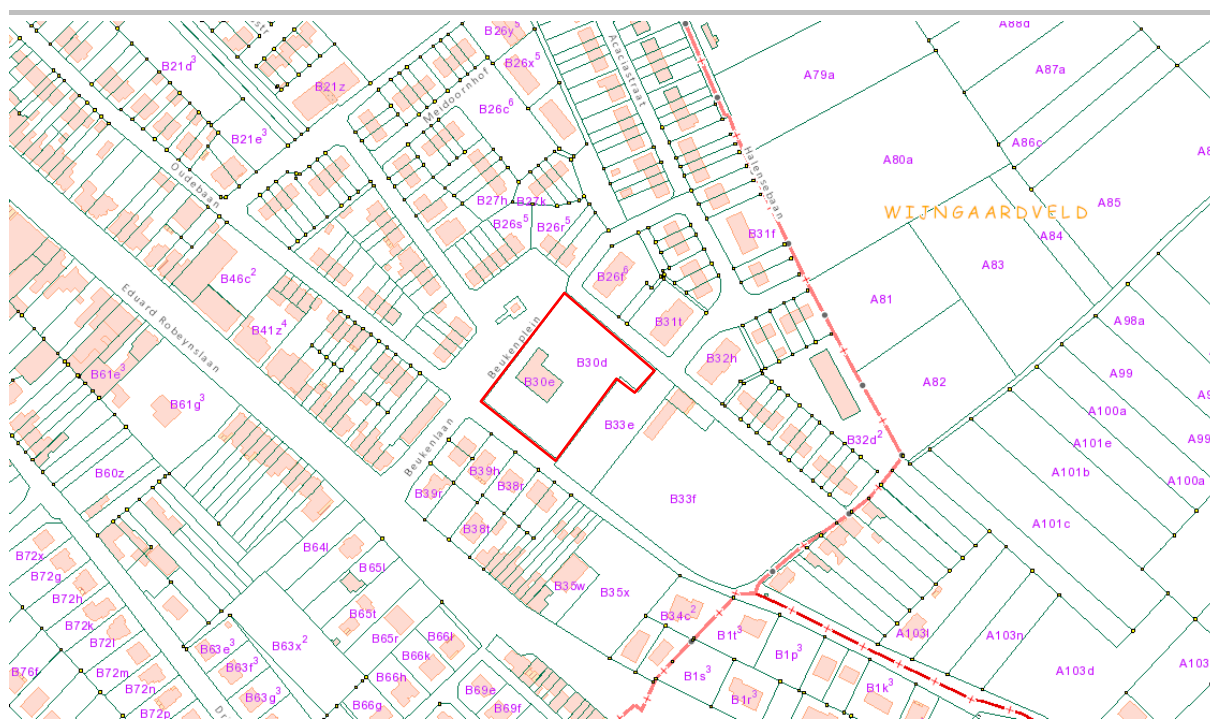 A88d
B26y⁵
Acaciastraat
B21d³
B26x⁵
A79a
A87a
B21z
Meidoornhof
B26c⁶
B21e³
A86c
Halensebaan
A80a
Oudebaan
B27h
B27k
A85
WIJNGAARDVELD
B26s⁵
B26r⁵
B31f
A84
B46c²
B26f⁶
A83
Eduard Robeynslaan
A81
B41z⁴
B31t
A98a
Beukenplein
B30d
B32h
B61e³
B30e
A82
A99
B61g³
A100a
B33e
B32d²
A101e
Beukenlaan
B60z
B39h
A101b
B39r
B38r
A100a
B33f
B38t
A101c
B72x
B64l
B72g
B65l
B72h
B35w
B35x
B65t
B34c²
B72k
B72l
B65r
B66l
B1t³
A103l
A103n
B63e³
B63x²
B1p³
B76f
B72m
B63f³
B66k
B1s³
A103d
B72n
B66h
B69e
B1r³
B1k³
B63g³
B72p
B66g
B69f